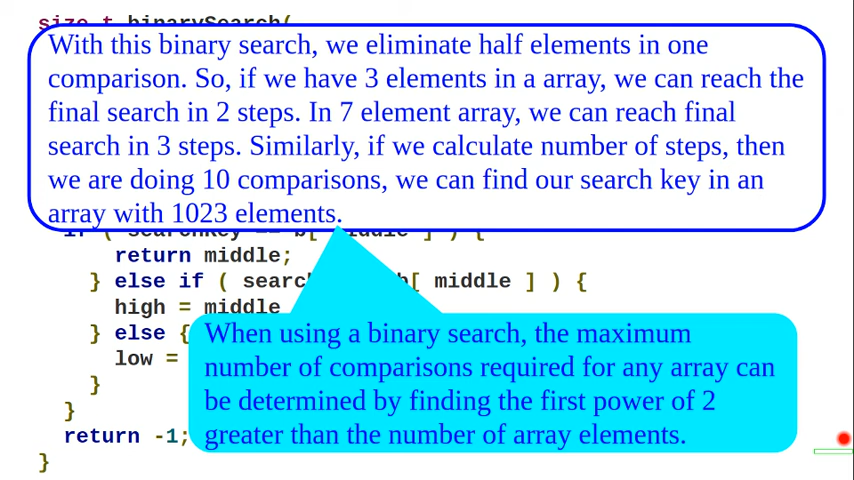 size_t binarySearch(
With this binary search, we eliminate half elements in one
comparison. So, if we have 3 elements in a array, we can reach the
final search in 2 steps. In 7 element array, we can reach final
search in 3 steps. Similarly, if we calculate number of steps, then
we are doing 10 comparisons, we can find our search key in an
array with 1023 elements.
if ( searchKey == b[ middle ] ) {
return middle;
} else if ( search b[ middle ] ) {
high = middle
} else {
low =
}
}
return -1;
}
When using a binary search, the maximum
number of comparisons required for any array can
be determined by finding the first power of 2
greater than the number of array elements.